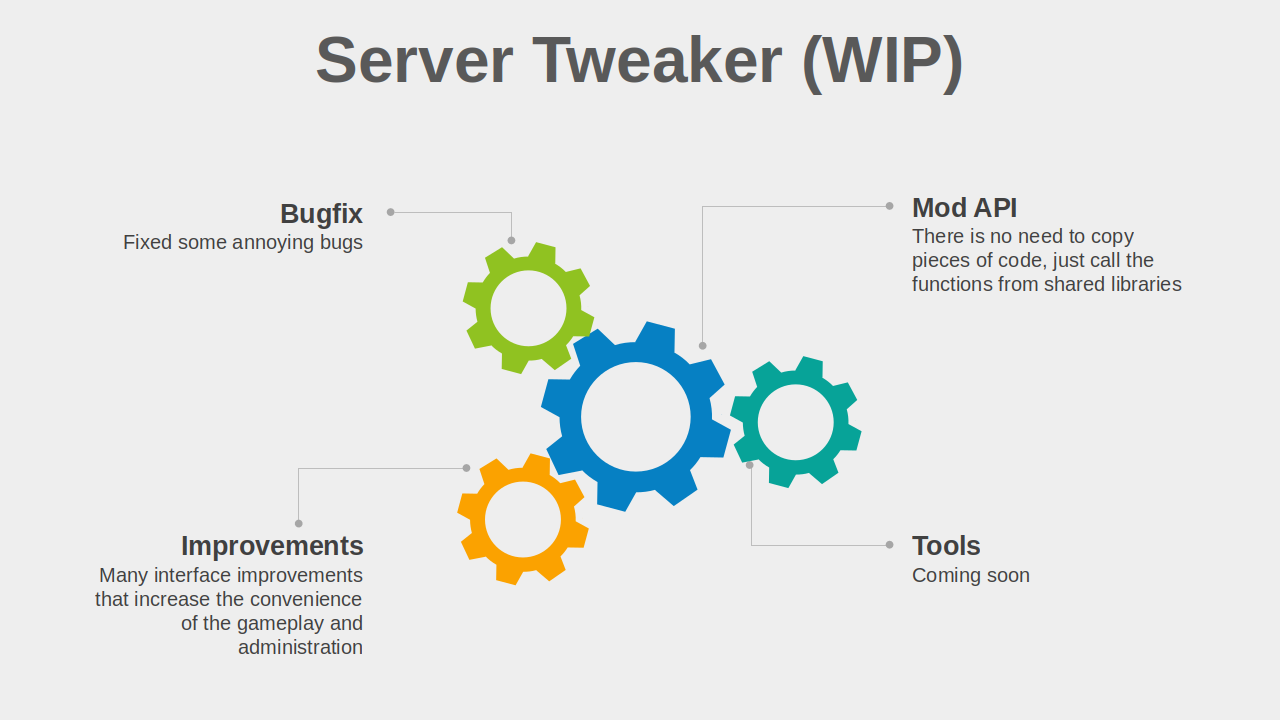 Server Tweaker (WIP)
Bugfix
Fixed some annoying bugs
Mod API
There is no need to copy
pieces of code, just call the
functions from shared libraries
Improvements
Many interface improvements
that increase the convenience
of the gameplay and
administration
Tools
Coming soon